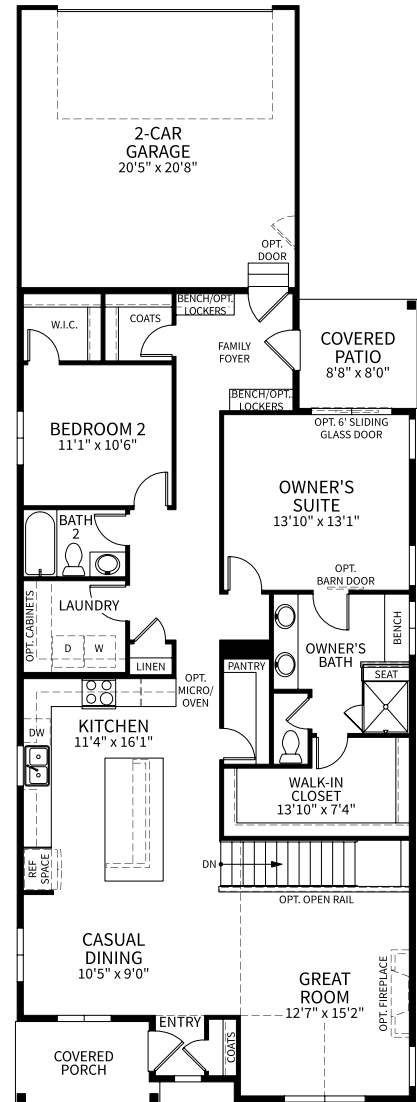 2-CAR
GARAGE
20'5" x 20'8"
OPT.
DOOR
BENCH/OPT.
LOCKERS
W.I.C.
COATS
FAMILY
FOYER
COVERED
PATIO
8'8" x 8'0"
BENCH/OPT.
LOCKERS
OPT. 6' SLIDING
GLASS DOOR
BEDROOM 2
11'1" x 10'6"
OWNER'S
SUITE
13'10" x 13'1"
BATH
2
OPT.
BARN DOOR
OPT. CABINETS
LAUNDRY
D
W
BENCH
OWNER'S
BATH
LINEN
PANTRY
SEAT
OPT.
MICRO/
OVEN
KITCHEN
11'4" x 16'1"
DW
WALK-IN
CLOSET
13'10" x 7'4"
REF
SPACE
DN
OPT. OPEN RAIL
CASUAL
DINING
10'5" x 9'0"
GREAT
ROOM
12'7" x 15'2"
OPT. FIREPLACE
ENTRY
COATS
COVERED
PORCH